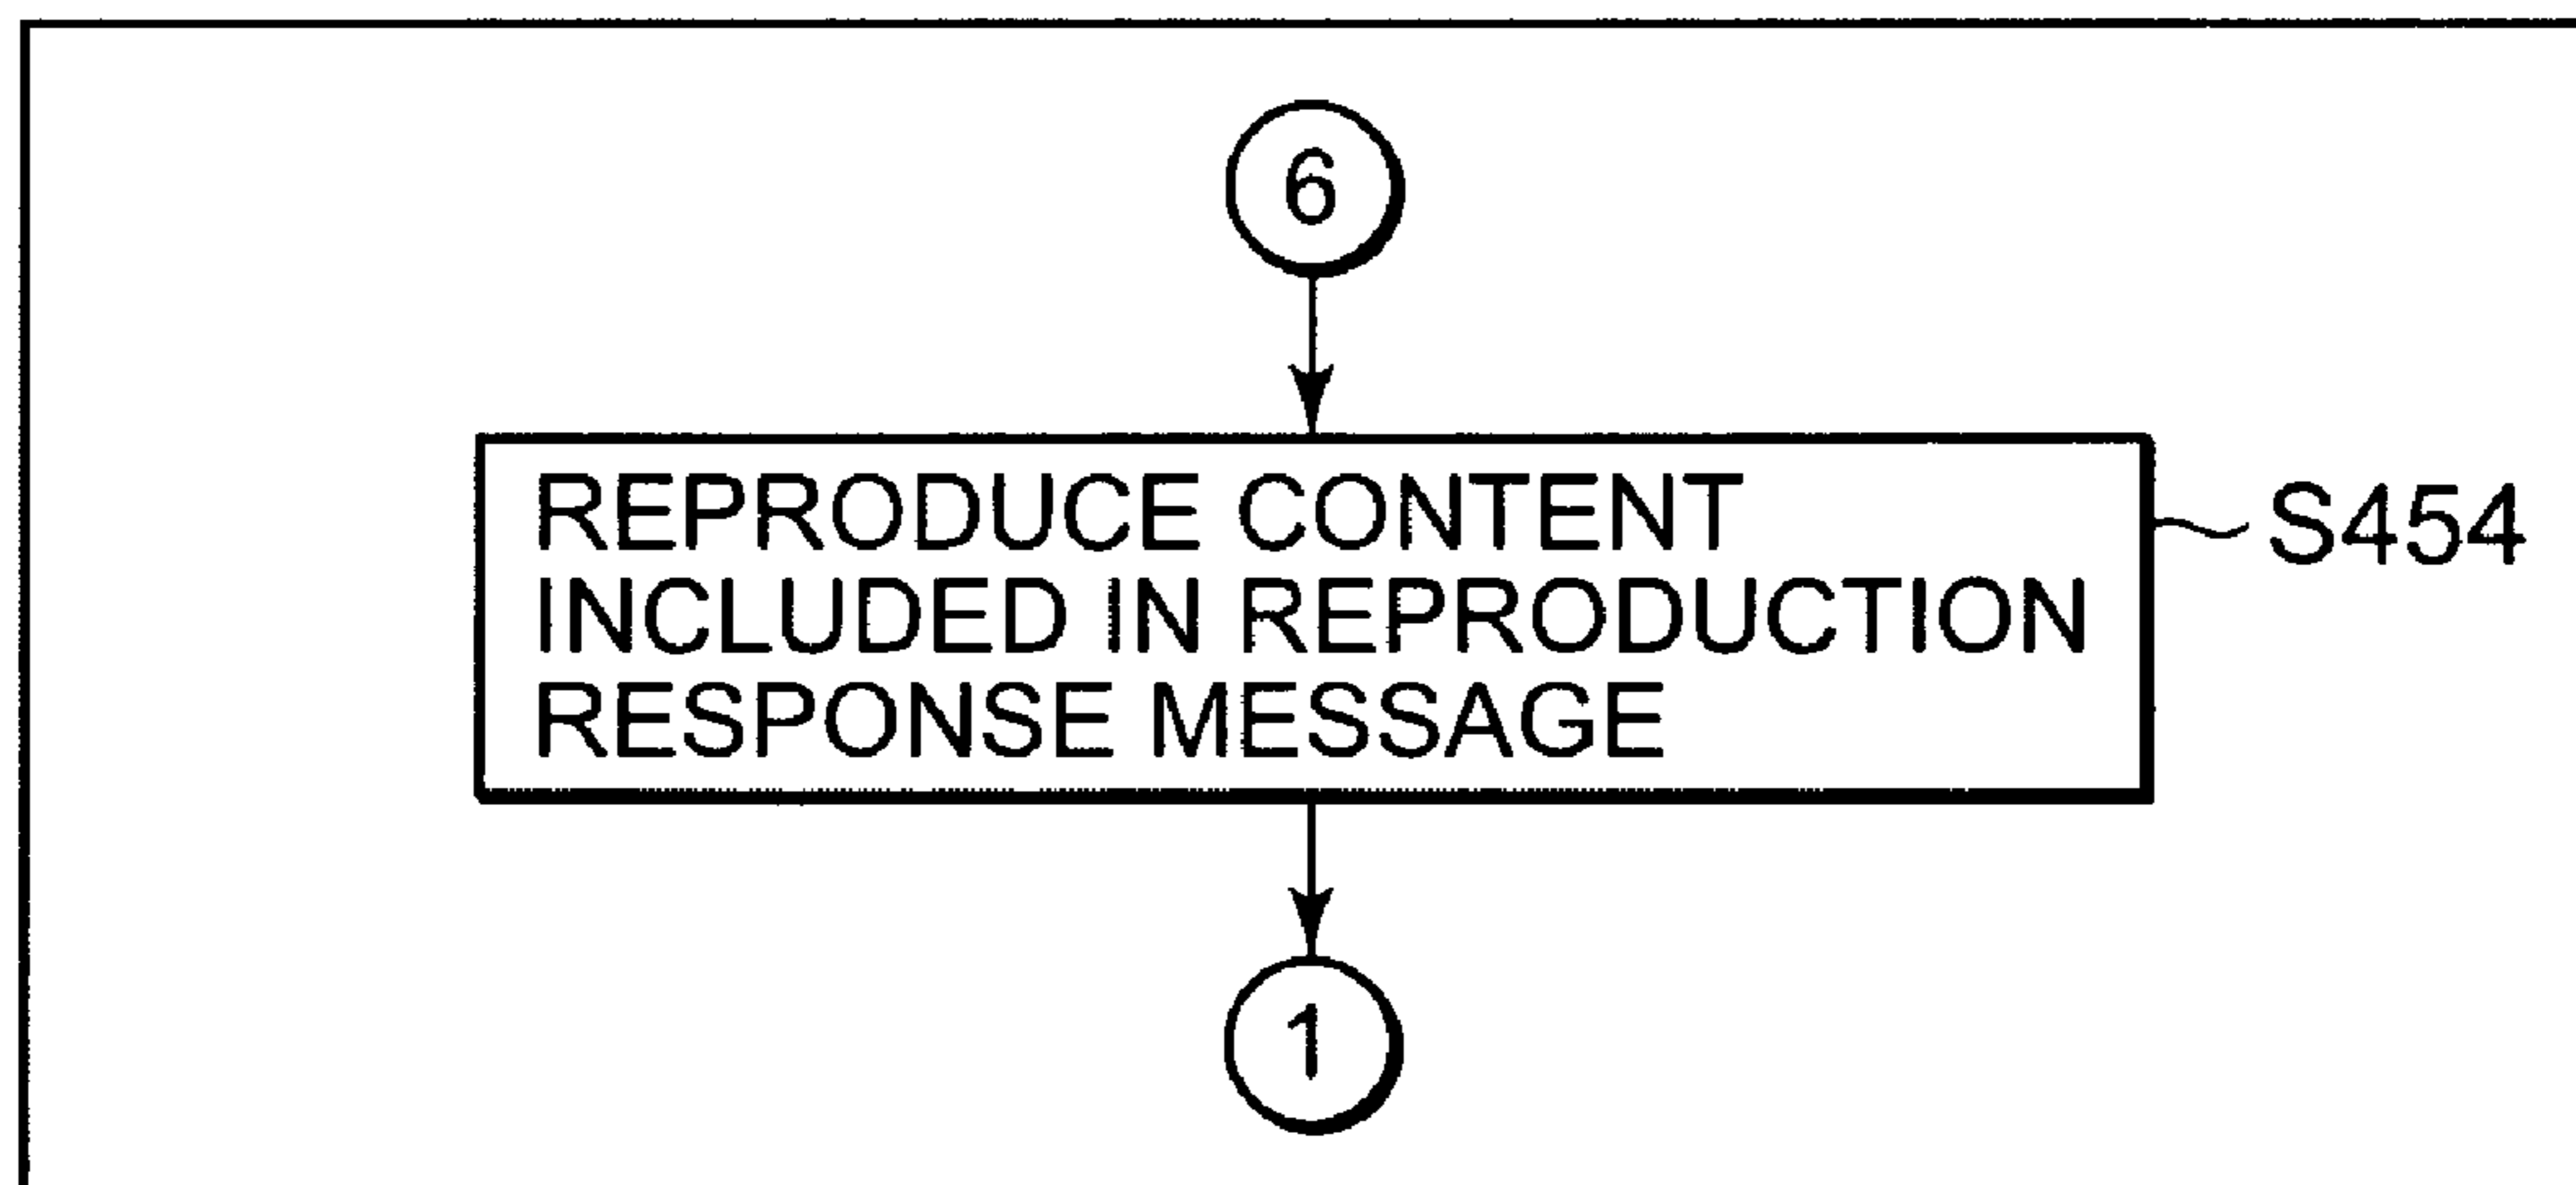 6
REPRODUCE CONTENT
INCLUDED IN REPRODUCTION
RESPONSE MESSAGE
S454
1